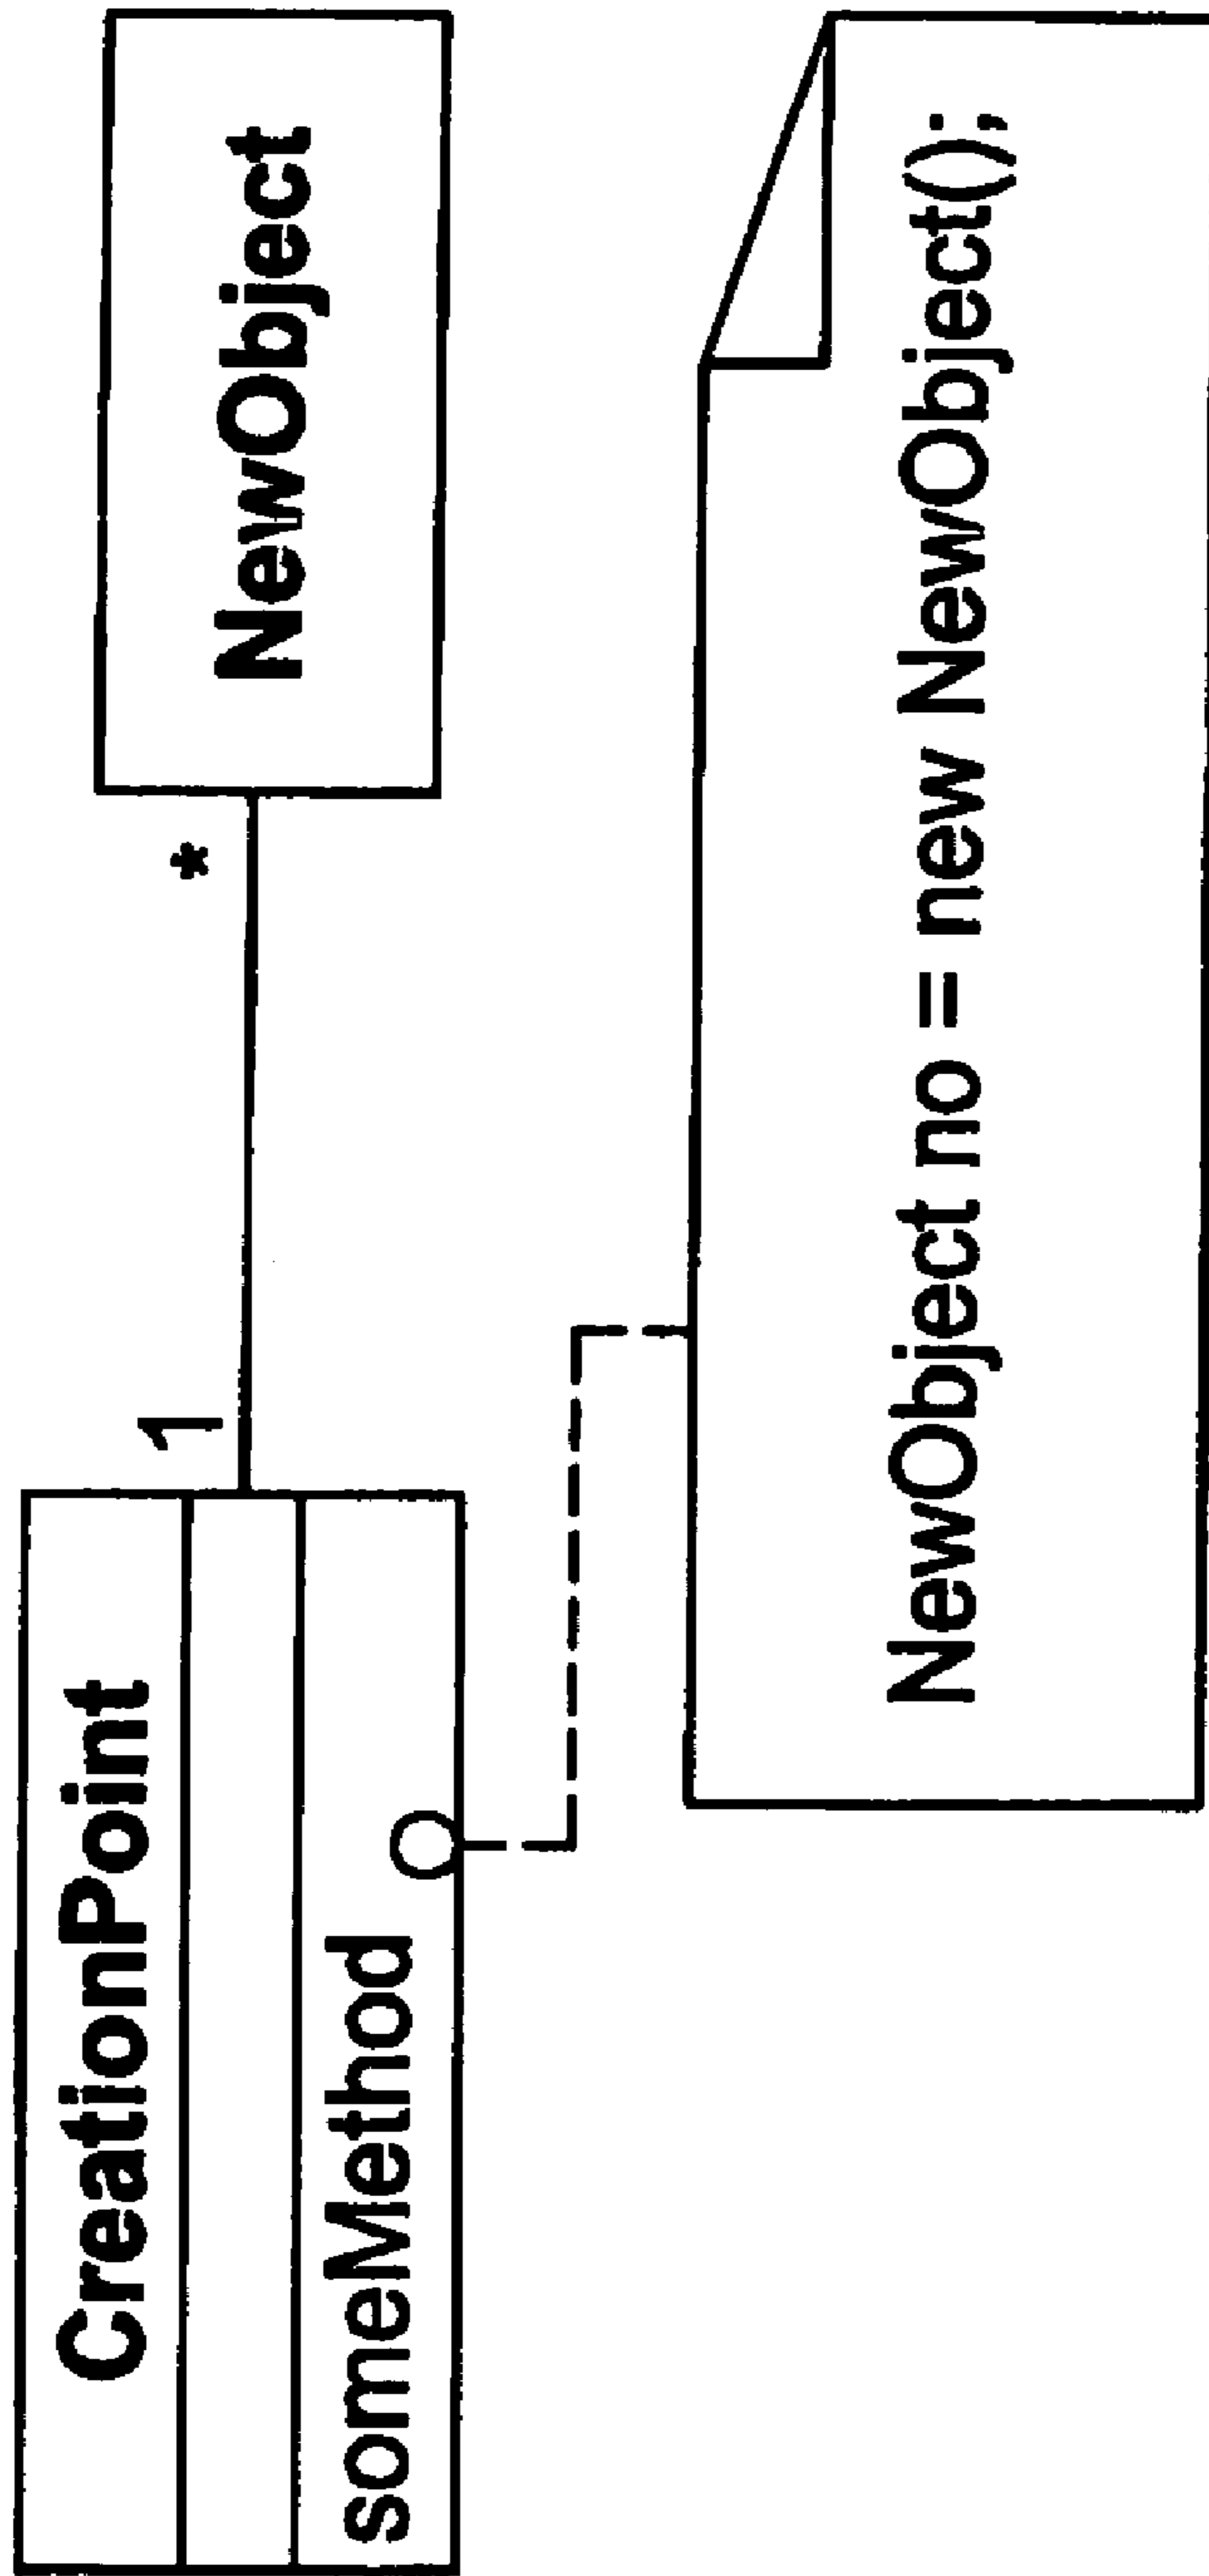 CreationPoint
1
*
NewObject
someMethod
NewObject no = new NewObject();